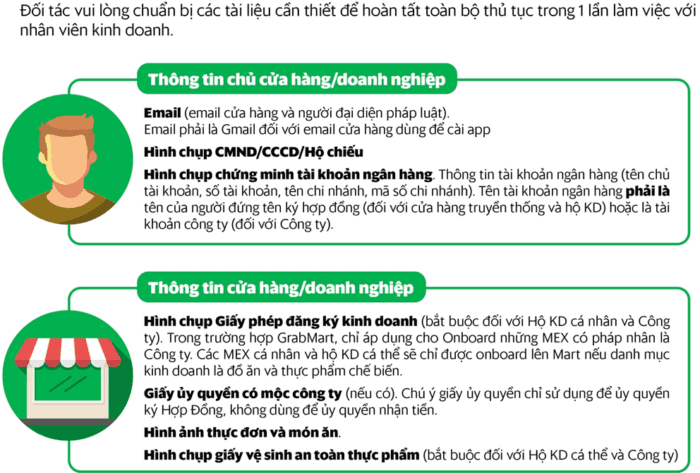 Đối tác vui lòng chuẩn bị các tài liệu cần thiết để hoàn tất toàn bộ thủ tục trong 1 lần làm việc với
nhân viên kinh doanh.
Thông tin chủ cửa hàng/doanh nghiệp
Email (email cửa hàng và người đại diện pháp luật).
Email phải là Gmail đối với email cửa hàng dùng để cài app
Hình chụp CMND/CCCD/Hộ chiếu
Hình chụp chứng minh tài khoản ngân hàng. Thông tin tài khoản ngân hàng (tên chủ
tài khoản, số tài khoản, tên chi nhánh, mã số chi nhánh). Tên tài khoản ngân hàng phải là
tên của người đứng tên ký hợp đồng (đối với cửa hàng truyền thống và hộ KD) hoặc là tài
khoản công ty (đối với Công ty).
Thông tin cửa hàng/doanh nghiệp
Hình chụp Giấy phép đăng ký kinh doanh (bắt buộc đối với Hộ KD cá nhân và Công
ty). Trong trường hợp GrabMart, chỉ áp dụng cho Onboard những MEX có pháp nhân là
Công ty. Các MEX cá nhân và hộ KD cá thể sẽ chỉ được onboard lên Mart nếu danh mục
kinh doanh là đồ ăn và thực phẩm chế biến.
Giấy ủy quyền có mộc công ty (nếu có). Chú ý giấy ủy quyền chỉ sử dụng để ủy quyền
ký Hợp Đồng, không dùng để ủy quyền nhận tiền.
Hình ảnh thực đơn và món ăn.
Hình chụp giấy vệ sinh an toàn thực phẩm (bắt buộc đối với Hộ KD cá thể và Công ty)